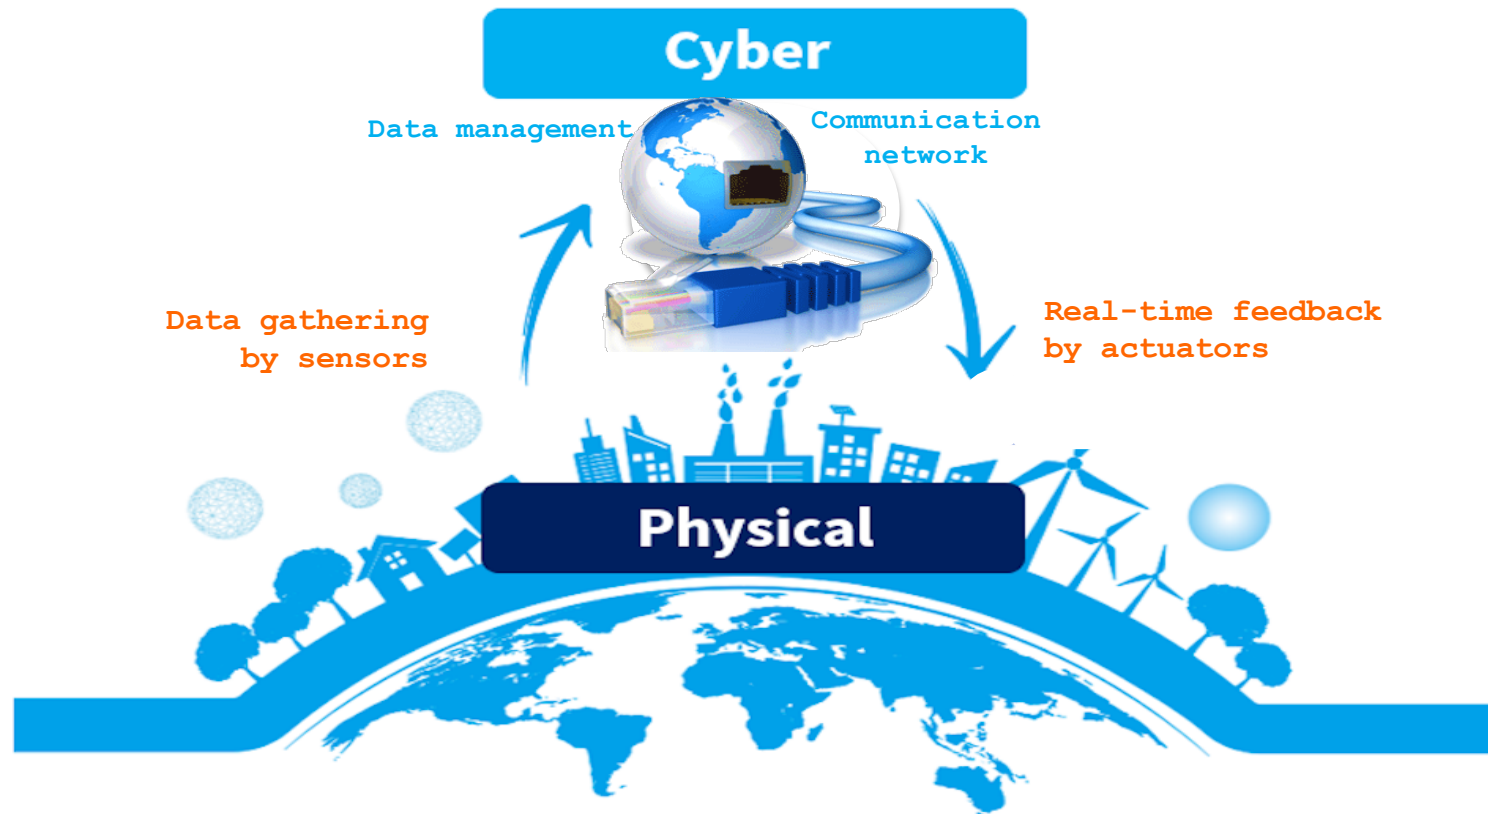 Cyber
Data management
Communication
network
Data gathering
by sensors
Real-time feedback
by actuators
Physical